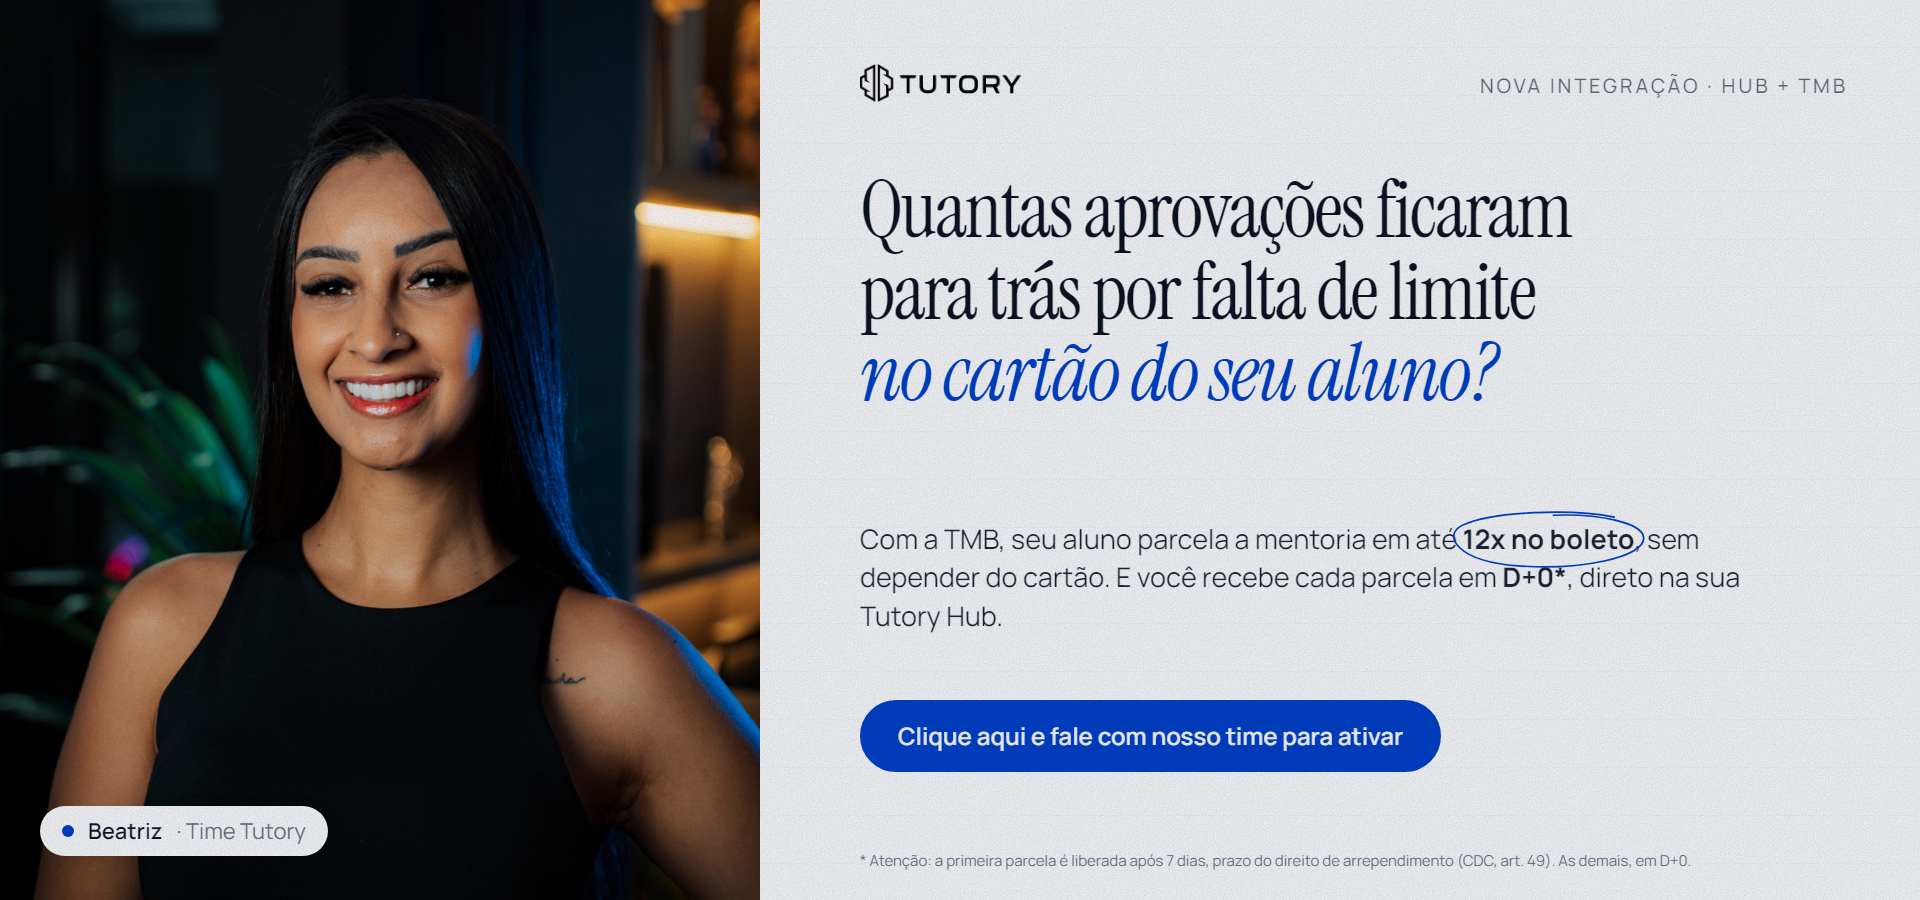 TUTORY
NOVA INTEGRAÇÃO · HUB + TMB
Quantas aprovações ficaram
para trás por falta de limite
no cartão do seu aluno?
Com a TMB, seu aluno parcela a mentoria em até 12x no boleto, sem
depender do cartão. E você recebe cada parcela em D+0*, direto na sua
Tutory Hub.
Clique aqui e fale com nosso time para ativar
Beatriz · Time Tutory
* Atenção: a primeira parcela é liberada após 7 dias, prazo do direito de arrependimento (CDC, art. 49). As demais, em D+0.